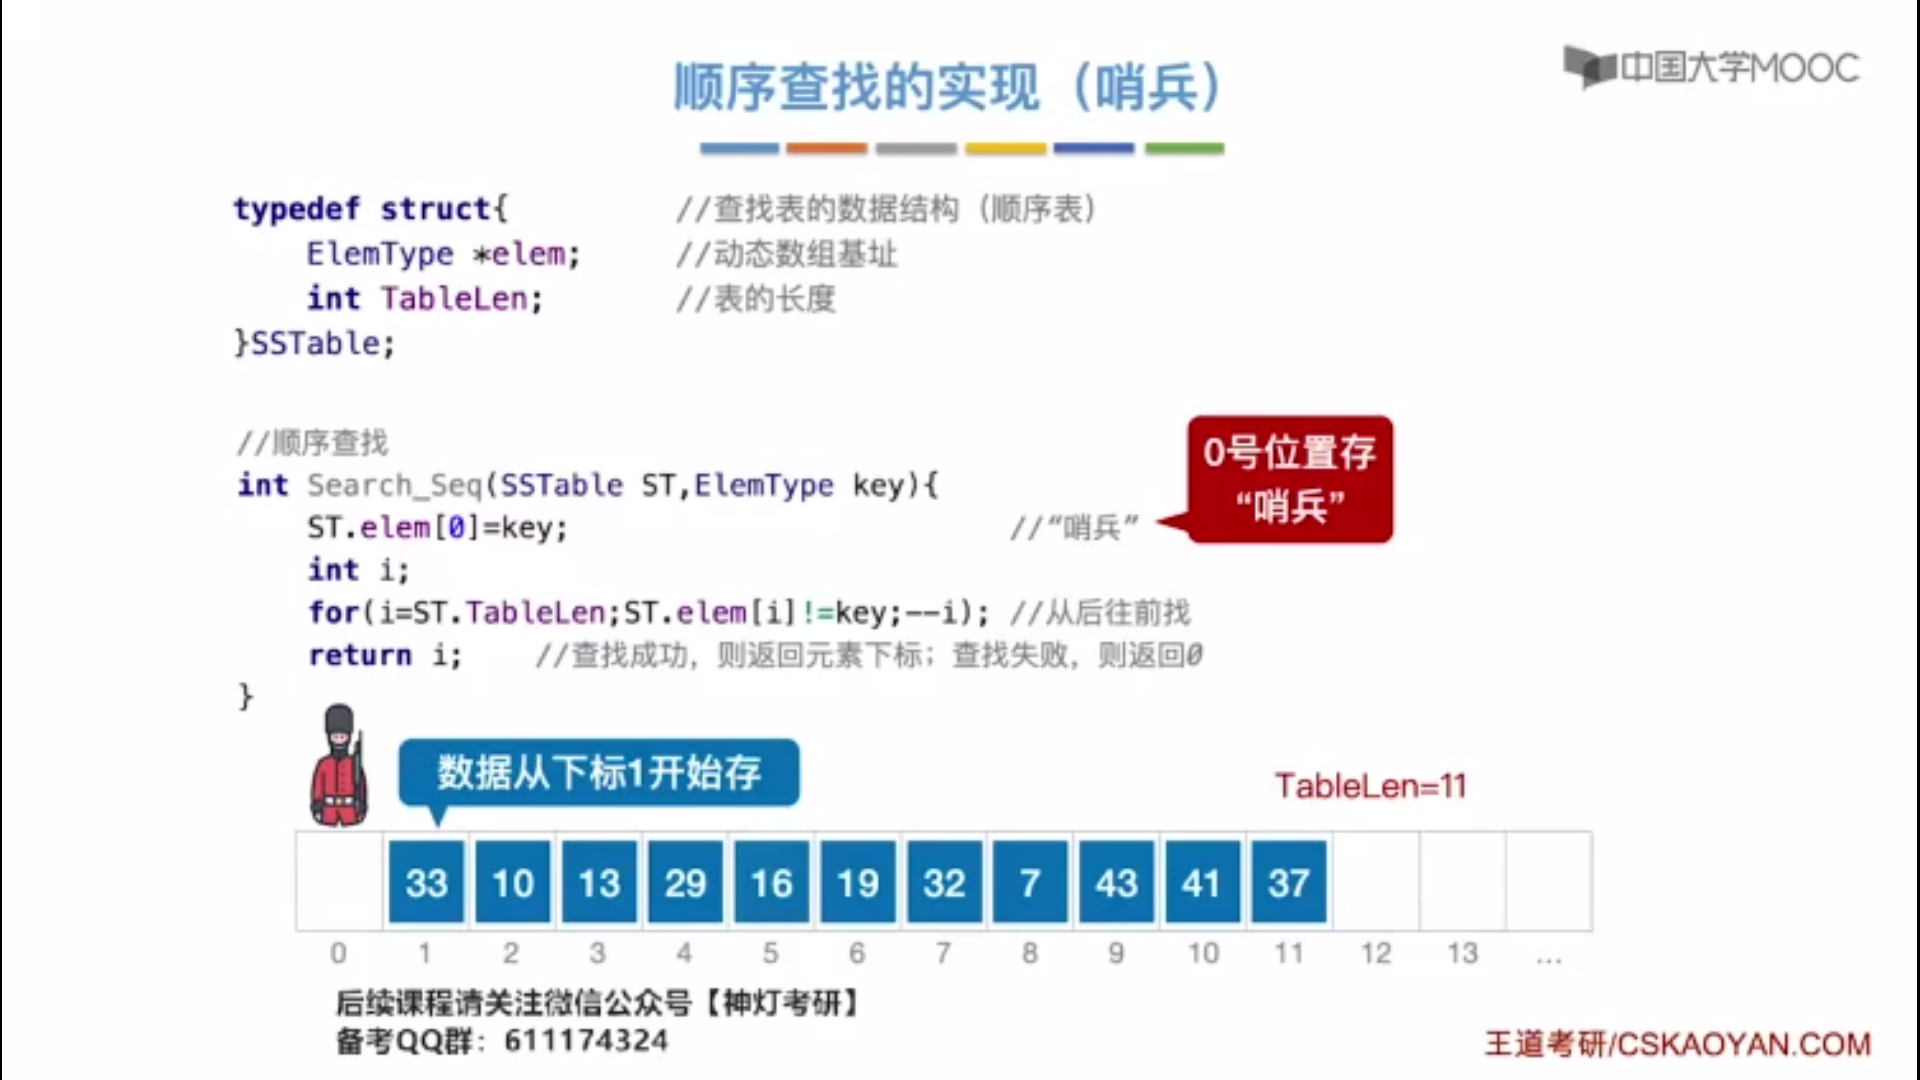 顺序查找的实现（哨兵）
中国大学MOOC
typedef struct{ //查找表的数据结构（顺序表）
ElemType *elem; //动态数组基址
int TableLen; //表的长度
}SSTable;
//顺序查找
int Search_Seq(SSTable ST,ElemType key){
ST.elem[0]=key; //“哨兵”
0号位置存
“哨兵”
int i;
for(i=ST.TableLen;ST.elem[i]!=key;--i); //从后往前找
return i; //查找成功，则返回元素下标；查找失败，则返回0
}
数据从下标1开始存
TableLen=11
33 10 13 29 16 19 32 7 43 41 37
0 1 2 3 4 5 6 7 8 9 10 11 12 13 ...
后续课程请关注微信公众号【神灯考研】
备考QQ群：611174324
王道考研/CSKAOYAN.COM